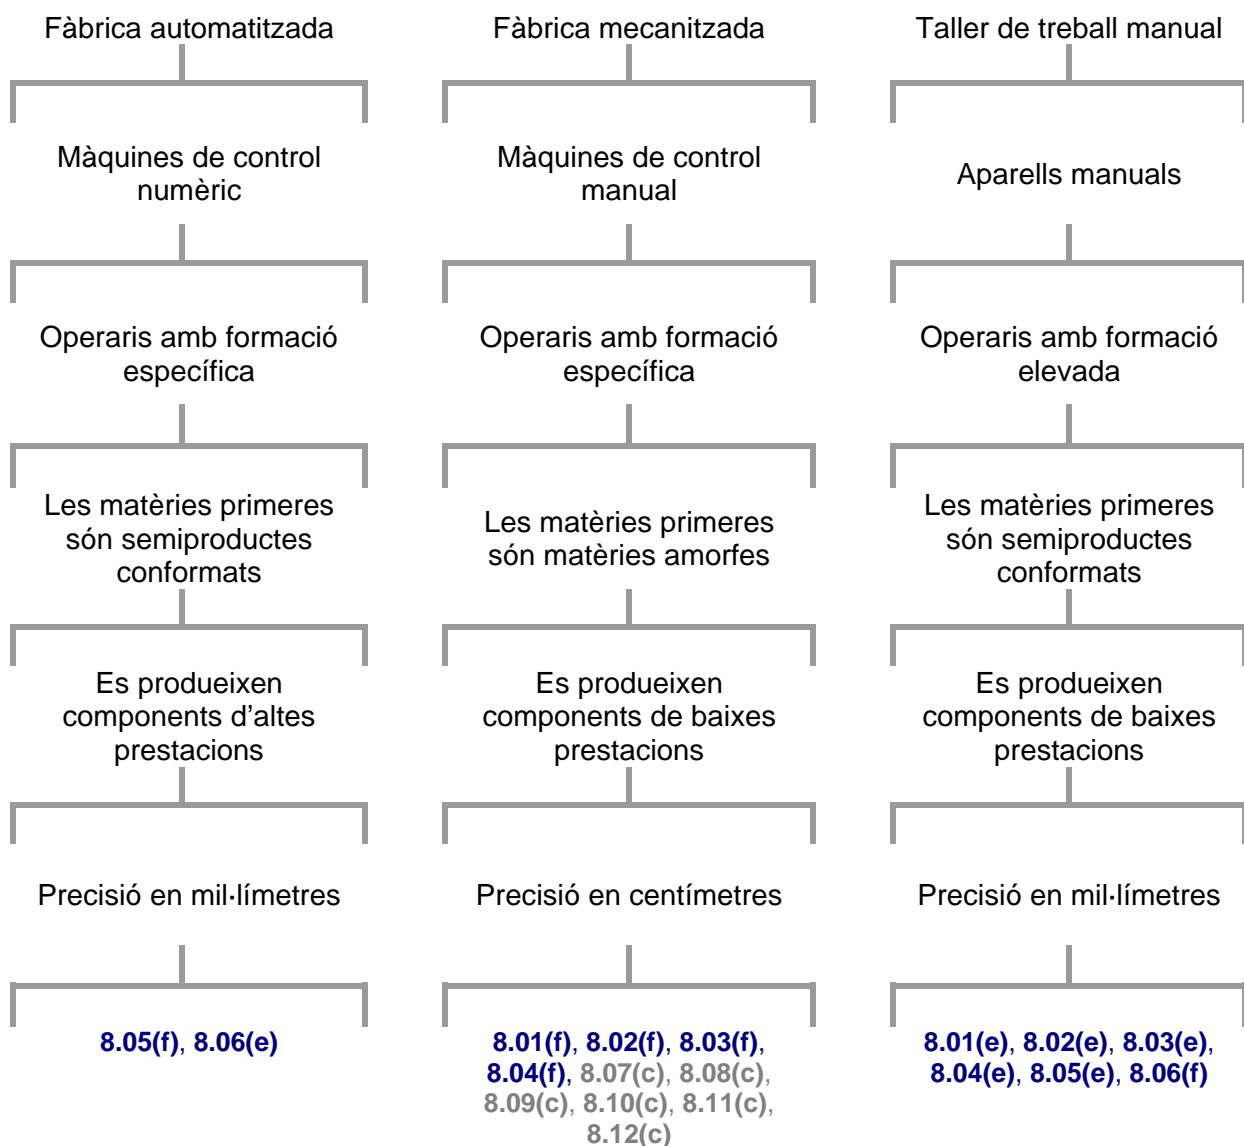 Fàbrica automatitzada
Màquines de control
numèric
Operaris amb formació
específica
Les matèries primeres
són semiproductes
conformats
Es produeixen
components d'altes
prestacions
Precisió en mil·límetres
8.05(f), 8.06(e)
Fàbrica mecanitzada
Màquines de control
manual
Operaris amb formació
específica
Les matèries primeres
són matèries amorfes
Es produeixen
components de baixes
prestacions
Precisió en centímetres
8.01(f), 8.02(f), 8.03(f),
8.04(f), 8.07(c), 8.08(c),
8.09(c), 8.10(c), 8.11(c),
8.12(c)
Taller de treball manual
Aparells manuals
Operaris amb formació
elevada
Les matèries primeres
són semiproductes
conformats
Es produeixen
components de baixes
prestacions
Precisió en mil·límetres
8.01(e), 8.02(e), 8.03(e),
8.04(e), 8.05(e), 8.06(f)